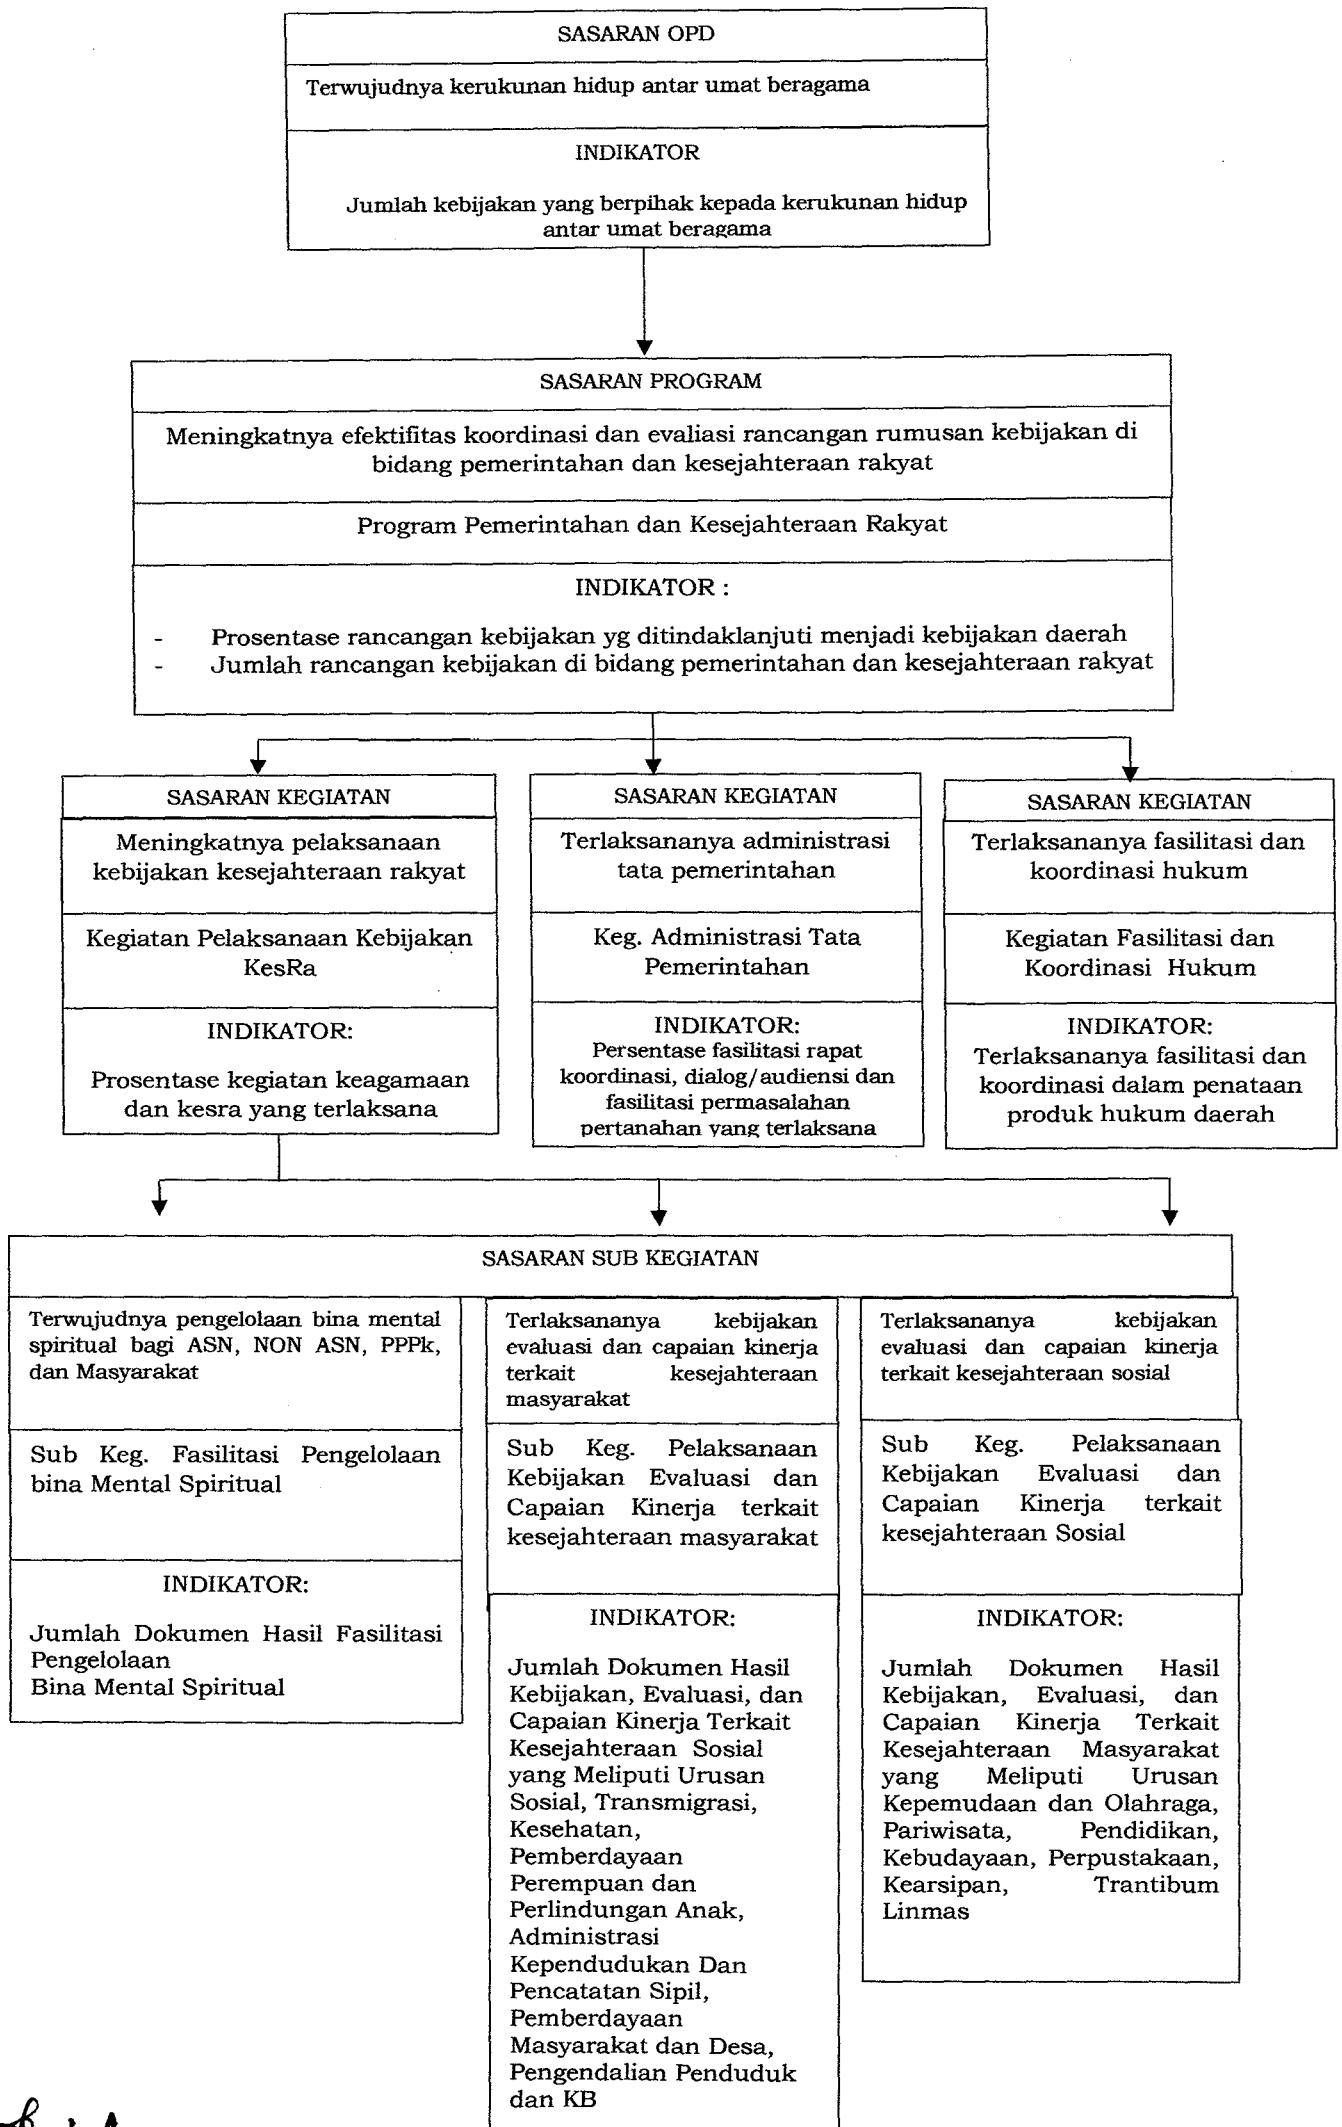 SASARAN OPD
Terwujudnya kerukunan hidup antar umat beragama
INDIKATOR
Jumlah kebijakan yang berpihak kepada kerukunan hidup
antar umat beragama
SASARAN PROGRAM
Meningkatnya efektifitas koordinasi dan evaliasi rancangan rumusan kebijakan di
bidang pemerintahan dan kesejahteraan rakyat
Program Pemerintahan dan Kesejahteraan Rakyat
INDIKATOR :
- Prosentase rancangan kebijakan yg ditindaklanjuti menjadi kebijakan daerah
- Jumlah rancangan kebijakan di bidang pemerintahan dan kesejahteraan rakyat
SASARAN KEGIATAN
Meningkatnya pelaksanaan
kebijakan kesejahteraan rakyat
Kegiatan Pelaksanaan Kebijakan
KesRa
INDIKATOR:
Prosentase kegiatan keagamaan
dan kesra yang terlaksana
SASARAN KEGIATAN
Terlaksananya administrasi
tata pemerintahan
Keg. Administrasi Tata
Pemerintahan
INDIKATOR:
Persentase fasilitasi rapat
koordinasi, dialog/audiensi dan
fasilitasi permasalahan
pertanahan yang terlaksana
SASARAN KEGIATAN
Terlaksananya fasilitasi dan
koordinasi hukum
Kegiatan Fasilitasi dan
Koordinasi Hukum
INDIKATOR:
Terlaksananya fasilitasi dan
koordinasi dalam penataan
produk hukum daerah
SASARAN SUB KEGIATAN
Terwujudnya pengelolaan bina mental
spiritual bagi ASN, NON ASN, PPPk,
dan Masyarakat
Sub Keg. Fasilitasi Pengelolaan
bina Mental Spiritual
INDIKATOR:
Jumlah Dokumen Hasil Fasilitasi
Pengelolaan
Bina Mental Spiritual
Terlaksananya kebijakan
evaluasi dan capaian kinerja
terkait kesejahteraan
masyarakat
Sub Keg. Pelaksanaan
Kebijakan Evaluasi dan
Capaian Kinerja terkait
kesejahteraan masyarakat
INDIKATOR:
Jumlah Dokumen Hasil
Kebijakan, Evaluasi, dan
Capaian Kinerja Terkait
Kesejahteraan Sosial
yang Meliputi Urusan
Sosial, Transmigrasi,
Kesehatan,
Pemberdayaan
Perempuan dan
Perlindungan Anak,
Administrasi
Kependudukan Dan
Pencatatan Sipil,
Pemberdayaan
Masyarakat dan Desa,
Pengendalian Penduduk
dan KB
Terlaksananya kebijakan
evaluasi dan capaian kinerja
terkait kesejahteraan sosial
Sub Keg. Pelaksanaan
Kebijakan Evaluasi dan
Capaian Kinerja terkait
kesejahteraan Sosial
INDIKATOR:
Jumlah Dokumen Hasil
Kebijakan, Evaluasi, dan
Capaian Kinerja Terkait
Kesejahteraan Masyarakat
yang Meliputi Urusan
Kepemudaan dan Olahraga,
Pariwisata, Pendidikan,
Kebudayaan, Perpustakaan,
Kearsipan, Trantibum
Linmas